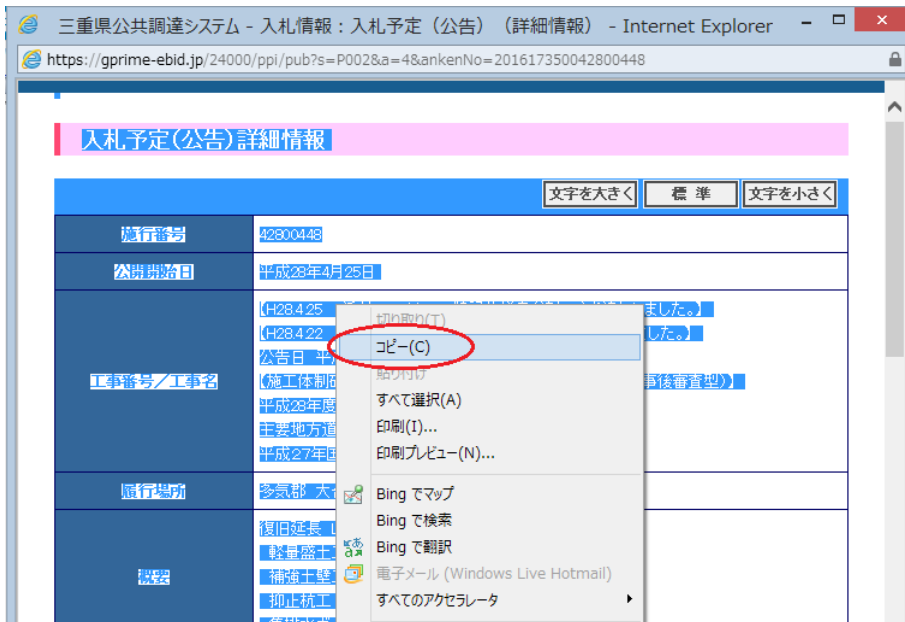 三重県公共調達システム - 入札情報：入札予定（公告）（詳細情報） - Internet Explorer
https://gprime-ebid.jp/24000/ppi/pub?s=P002&a=4&ankenNo=201617350042800448
入札予定(公告)詳細情報
文字を大きく 標 準 文字を小さく
施行番号 42800448
公開開始日 平成28年4月25日
工事番号／工事名
【H28.4.25 ました。】
【H28.4.22 した。】
公告日 平
【施工体制 事後審査型)】
平成28年度
主要地方道
平成27年
履行場所 多気郡 大
概要
復旧延長
軽量盛土
補強土壁
抑止杭工
切り取り(T)
コピー(C)
貼り付け
すべて選択(A)
印刷(I)...
印刷プレビュー(N)...
Bing でマップ
Bing で検索
Bing で翻訳
電子メール (Windows Live Hotmail)
すべてのアクセラレータ